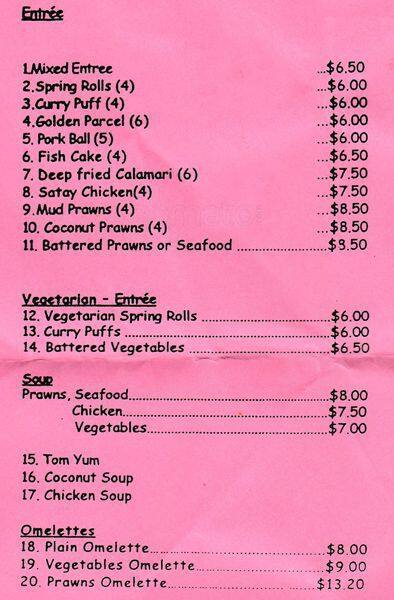 Entrée
1.Mixed Entree ...$6.50
2.Spring Rolls (4) ...$6.00
3.Curry Puff (4) ...$6.00
4.Golden Parcel (6) ...$6.00
5. Pork Ball (5) ...$6.00
6. Fish Cake (4) ...$6.50
7. Deep fried Calamari (6) ...$7.50
8. Satay Chicken(4) ...$7.50
9.Mud Prawns (4) ...$8.50
10. Coconut Prawns (4) ...$8.50
11. Battered Prawns or Seafood ......................$8.50
Vegetarian - Entrée
12. Vegetarian Spring Rolls ..............................$6.00
13. Curry Puffs ................................................$6.00
14. Battered Vegetables .................................$6.50
Soup
Prawns, Seafood.................................................$8.00
Chicken...................................................$7.50
Vegetables.............................................$7.00
15. Tom Yum
16. Coconut Soup
17. Chicken Soup
Omelettes
18. Plain Omelette............................................$8.00
19. Vegetables Omelette.................................$9.00
20. Prawns Omelette.....................................$13.20